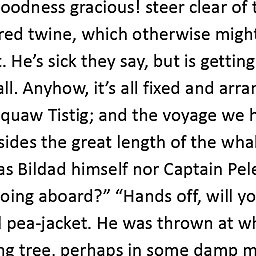 oodness gracious! steer clear of t
red twine, which otherwise might
. He’s sick they say, but is getting
all. Anyhow, it’s all fixed and arran
quaw Tistig; and the voyage we h
sides the great length of the whal
as Bildad himself nor Captain Pele
oing aboard?” “Hands off, will yo
l pea-jacket. He was thrown at wh
ng tree, perhaps in some damp m